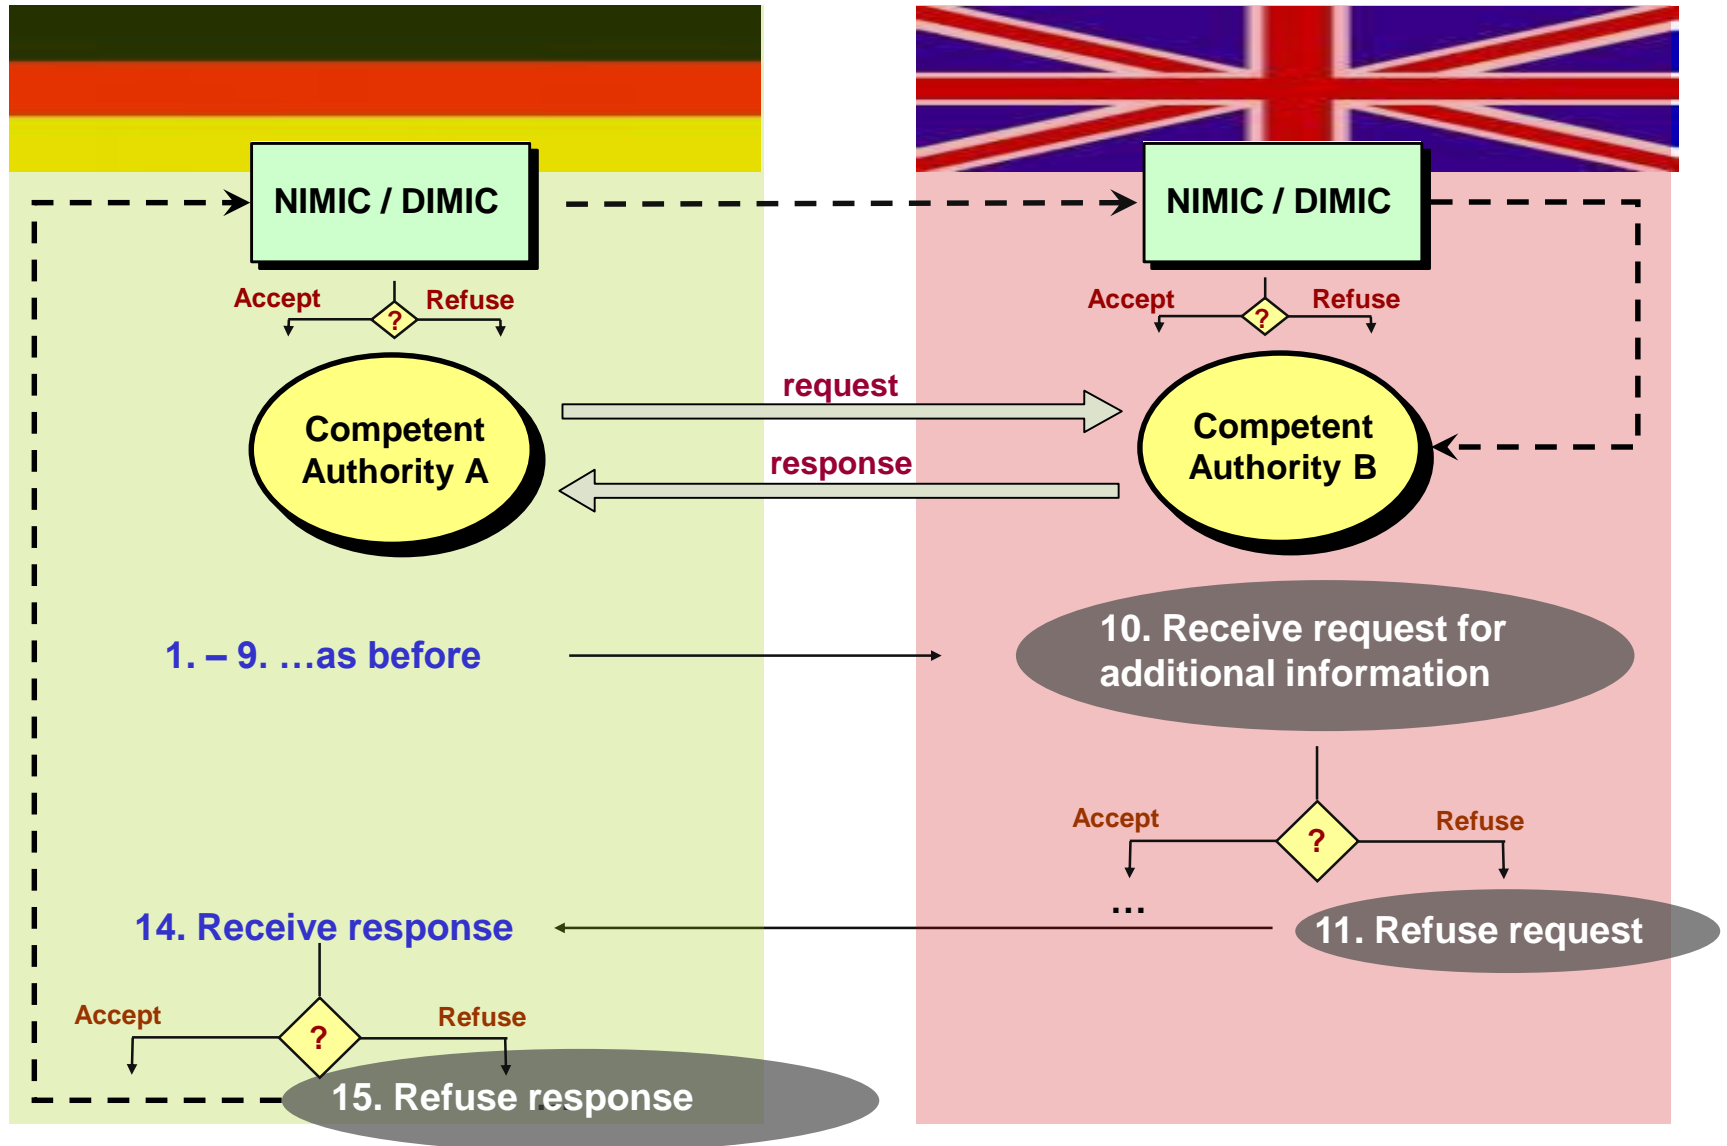 NIMIC / DIMIC
NIMIC / DIMIC
Accept
Refuse
?
Accept
Refuse
?
request
Competent
Authority A
Competent
Authority B
response
1. – 9. …as before
10. Receive request for
additional information
Accept
?
Refuse
…
14. Receive response
11. Refuse request
Accept
?
Refuse
15. Refuse response
…